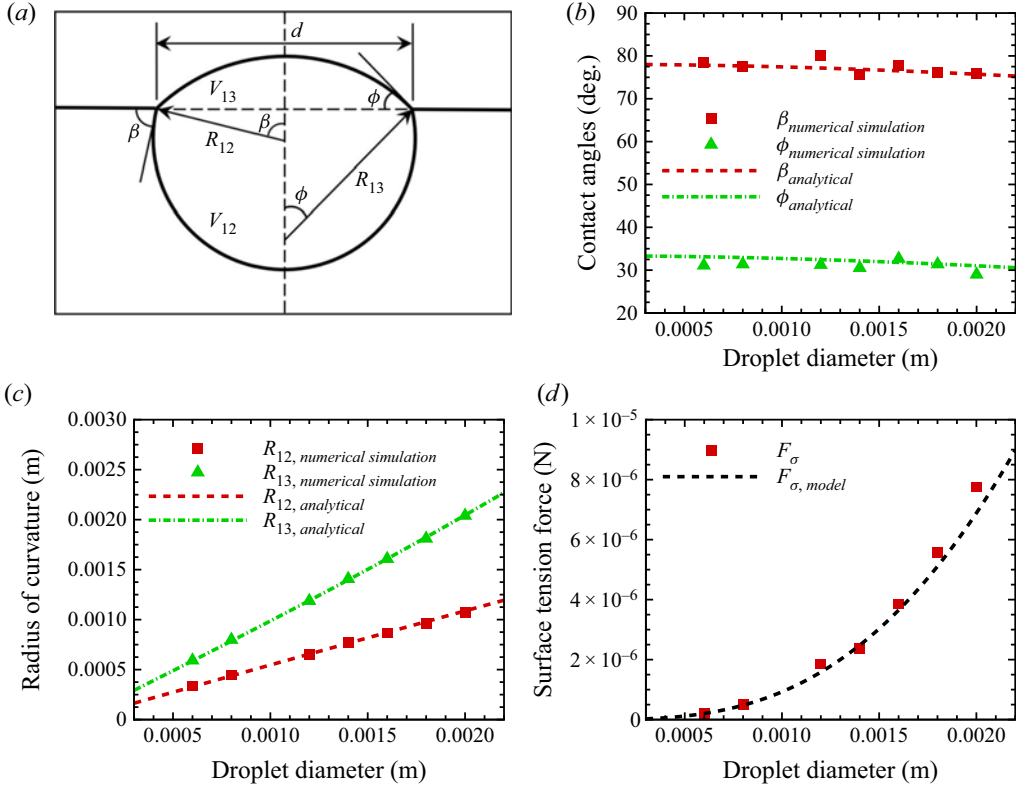 (a)
d
V13
ϕ
β
β
R12
R13
ϕ
V12
(b)
90
80
70
60
50
40
30
20
Contact angles (deg.)
β numerical simulation
ϕ numerical simulation
β analytical
ϕ analytical
0.0005 0.0010 0.0015 0.0020
Droplet diameter (m)
(c)
0.0030
0.0025
0.0020
0.0015
0.0010
0.0005
0
Radius of curvature (m)
R12, numerical simulation
R13, numerical simulation
R12, analytical
R13, analytical
0.0005 0.0010 0.0015 0.0020
Droplet diameter (m)
(d)
1 × 10⁻⁵
8 × 10⁻⁶
6 × 10⁻⁶
4 × 10⁻⁶
2 × 10⁻⁶
0
Surface tension force (N)
Fσ
Fσ, model
0.0005 0.0010 0.0015 0.0020
Droplet diameter (m)